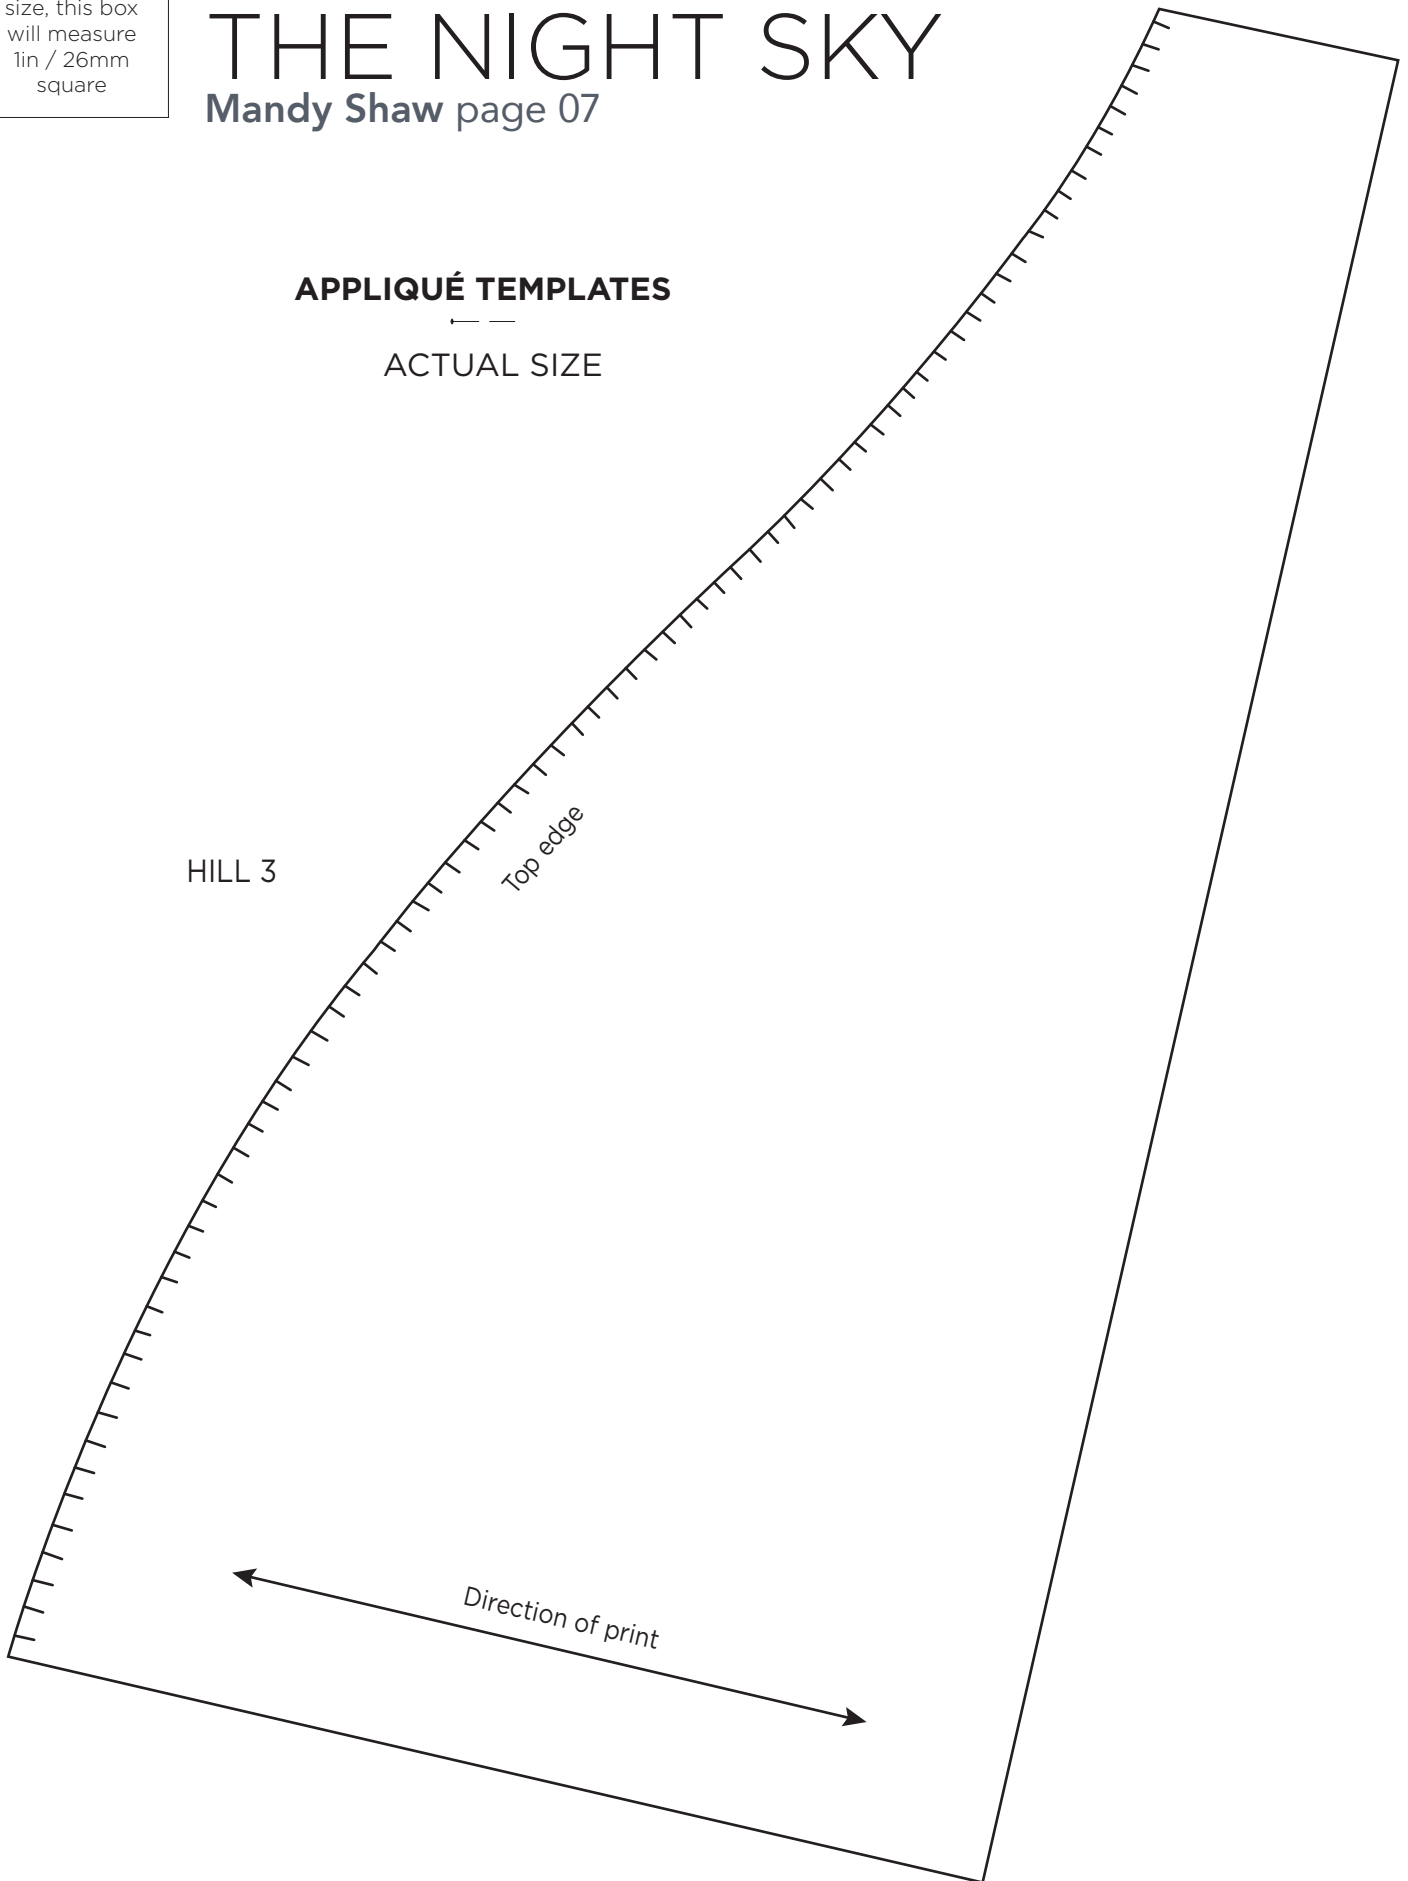 size, this box
will measure
1in / 26mm
square
THE NIGHT SKY
Mandy Shaw page 07
APPLIQUÉ TEMPLATES
ACTUAL SIZE
HILL 3
Top edge
Direction of print